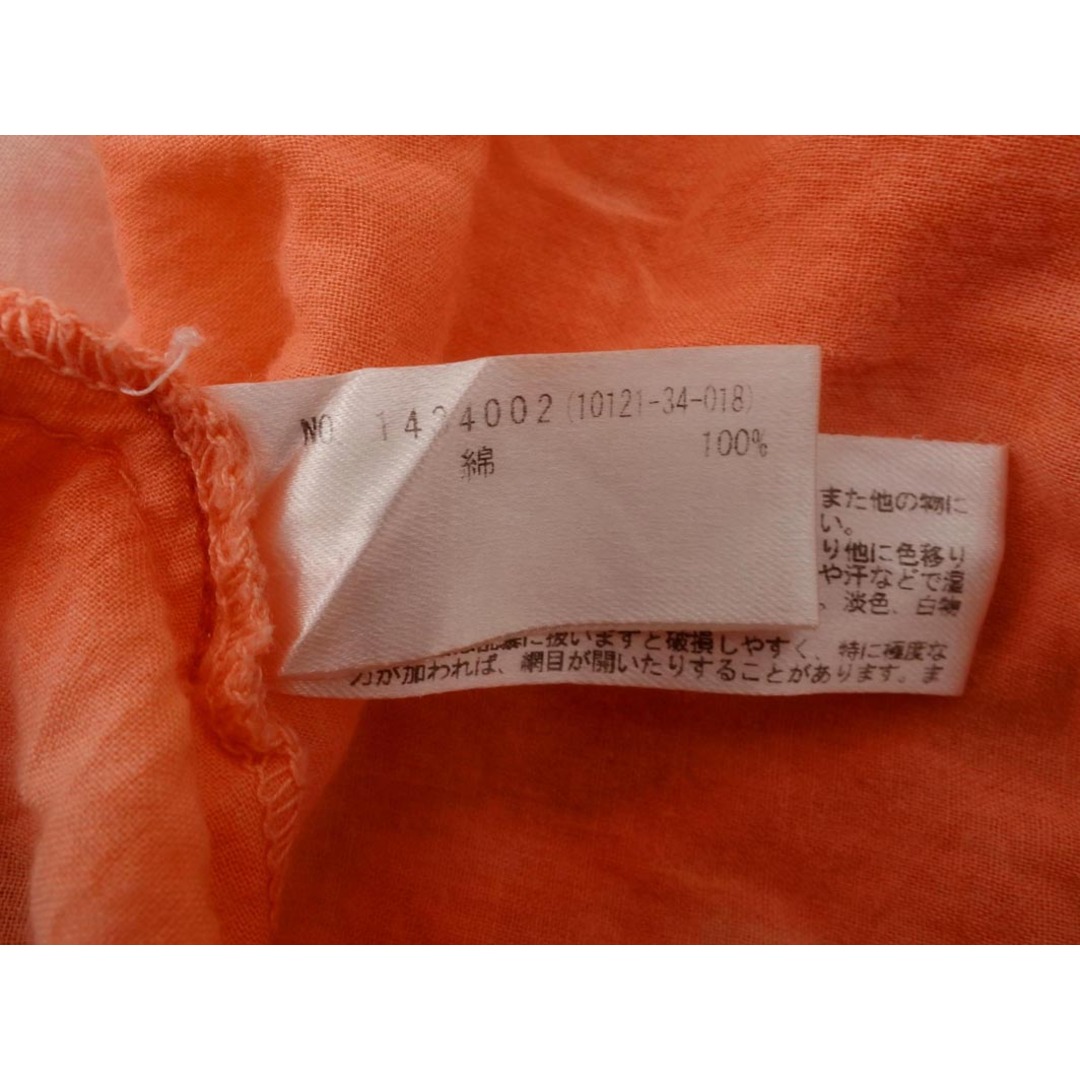 NO. 1424002 (10121-34-018)
綿 100%
また他の物に
い。
り他に色移り
や汗などで湿
、淡色、白物
に扱いますと破損しやすく、特に極度な
力が加われば、網目が開いたりすることがあります。ま